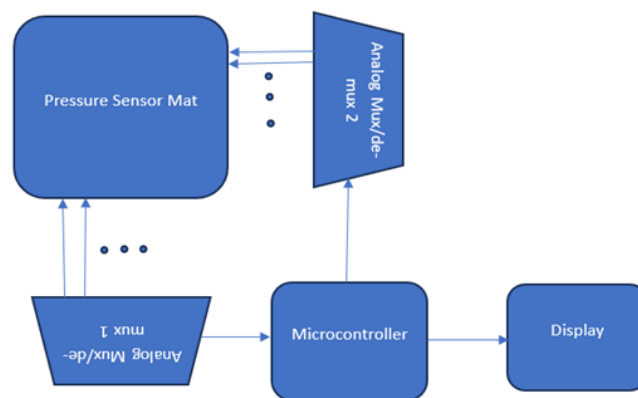 Pressure Sensor Mat
Analog Mux/de-
mux 2
Analog Mux/de-
mux 1
Microcontroller
Display